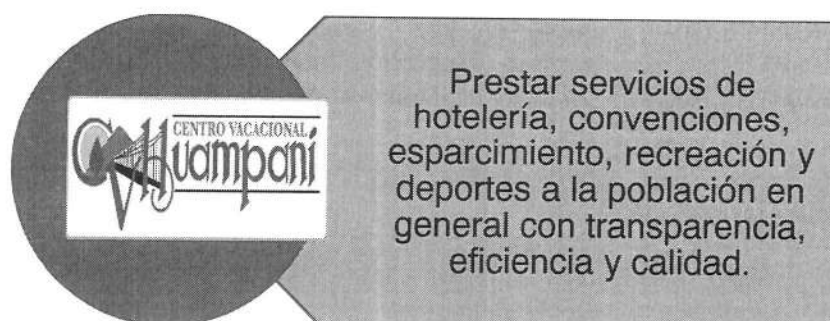 CENTRO VACACIONAL
Huampaní
Prestar servicios de
hotelería, convenciones,
esparcimiento, recreación y
deportes a la población en
general con transparencia,
eficiencia y calidad.